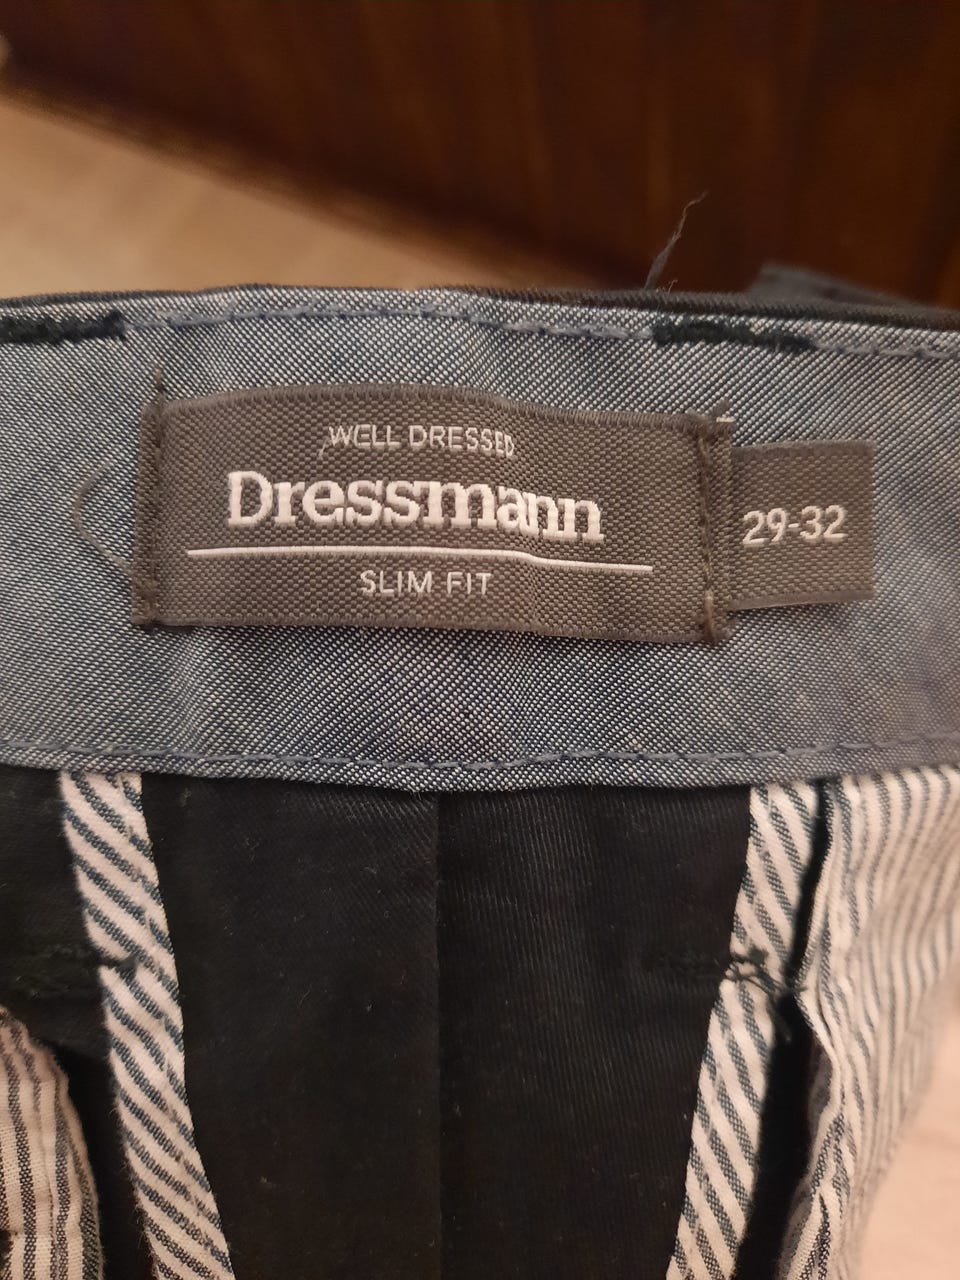 WELL DRESSED
Dressmann
SLIM FIT
29-32